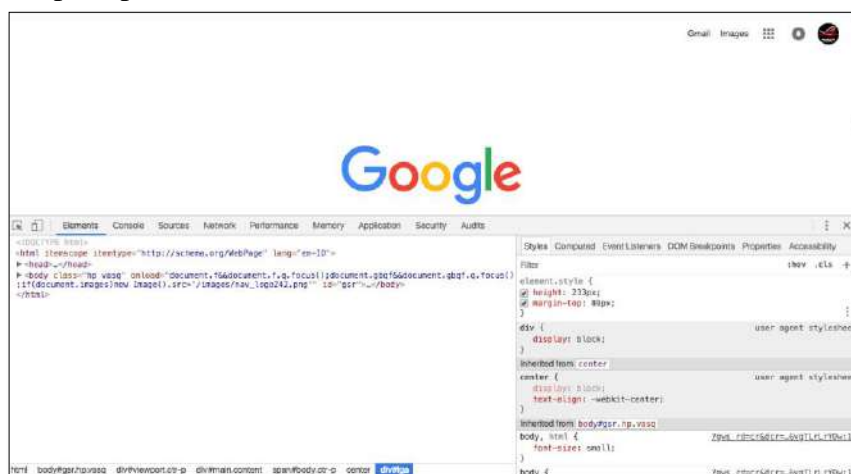 Gmail Images
Google
Elements Console Sources Network Performance Memory Application Security Audits
<!DOCTYPE html>
<html itemscope itemtype="http://schema.org/WebPage" lang="en-ID">
<head>…</head>
<body class="hp vasq" onload="document.f&&document.f.q.focus();document.gbqf&&document.gbqf.q.focus()
;if(document.images)new Image().src='/images/nav_logo242.png'" id="gsr">…</body>
</html>
Styles Computed Event Listeners DOM Breakpoints Properties Accessibility
Filter :hov .cls +
element.style {
height: 233px;
margin-top: 89px;
}
div { user agent stylesheet
display: block;
}
Inherited from center
center { user agent stylesheet
display: block;
text-align: -webkit-center;
}
Inherited from body#gsr.hp.vasq
body, html {
font-size: small;
}
body {
html body#gsr.hp.vasq div#viewport.ctr-p div#main.content span#body.ctr-p center div#lga